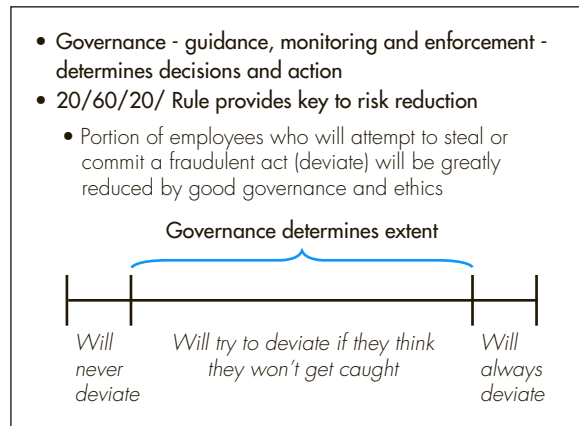 • Governance - guidance, monitoring and enforcement -
determines decisions and action
• 20/60/20/ Rule provides key to risk reduction
• Portion of employees who will attempt to steal or
commit a fraudulent act (deviate) will be greatly
reduced by good governance and ethics
Governance determines extent
Will
never
deviate
Will try to deviate if they think
they won't get caught
Will
always
deviate